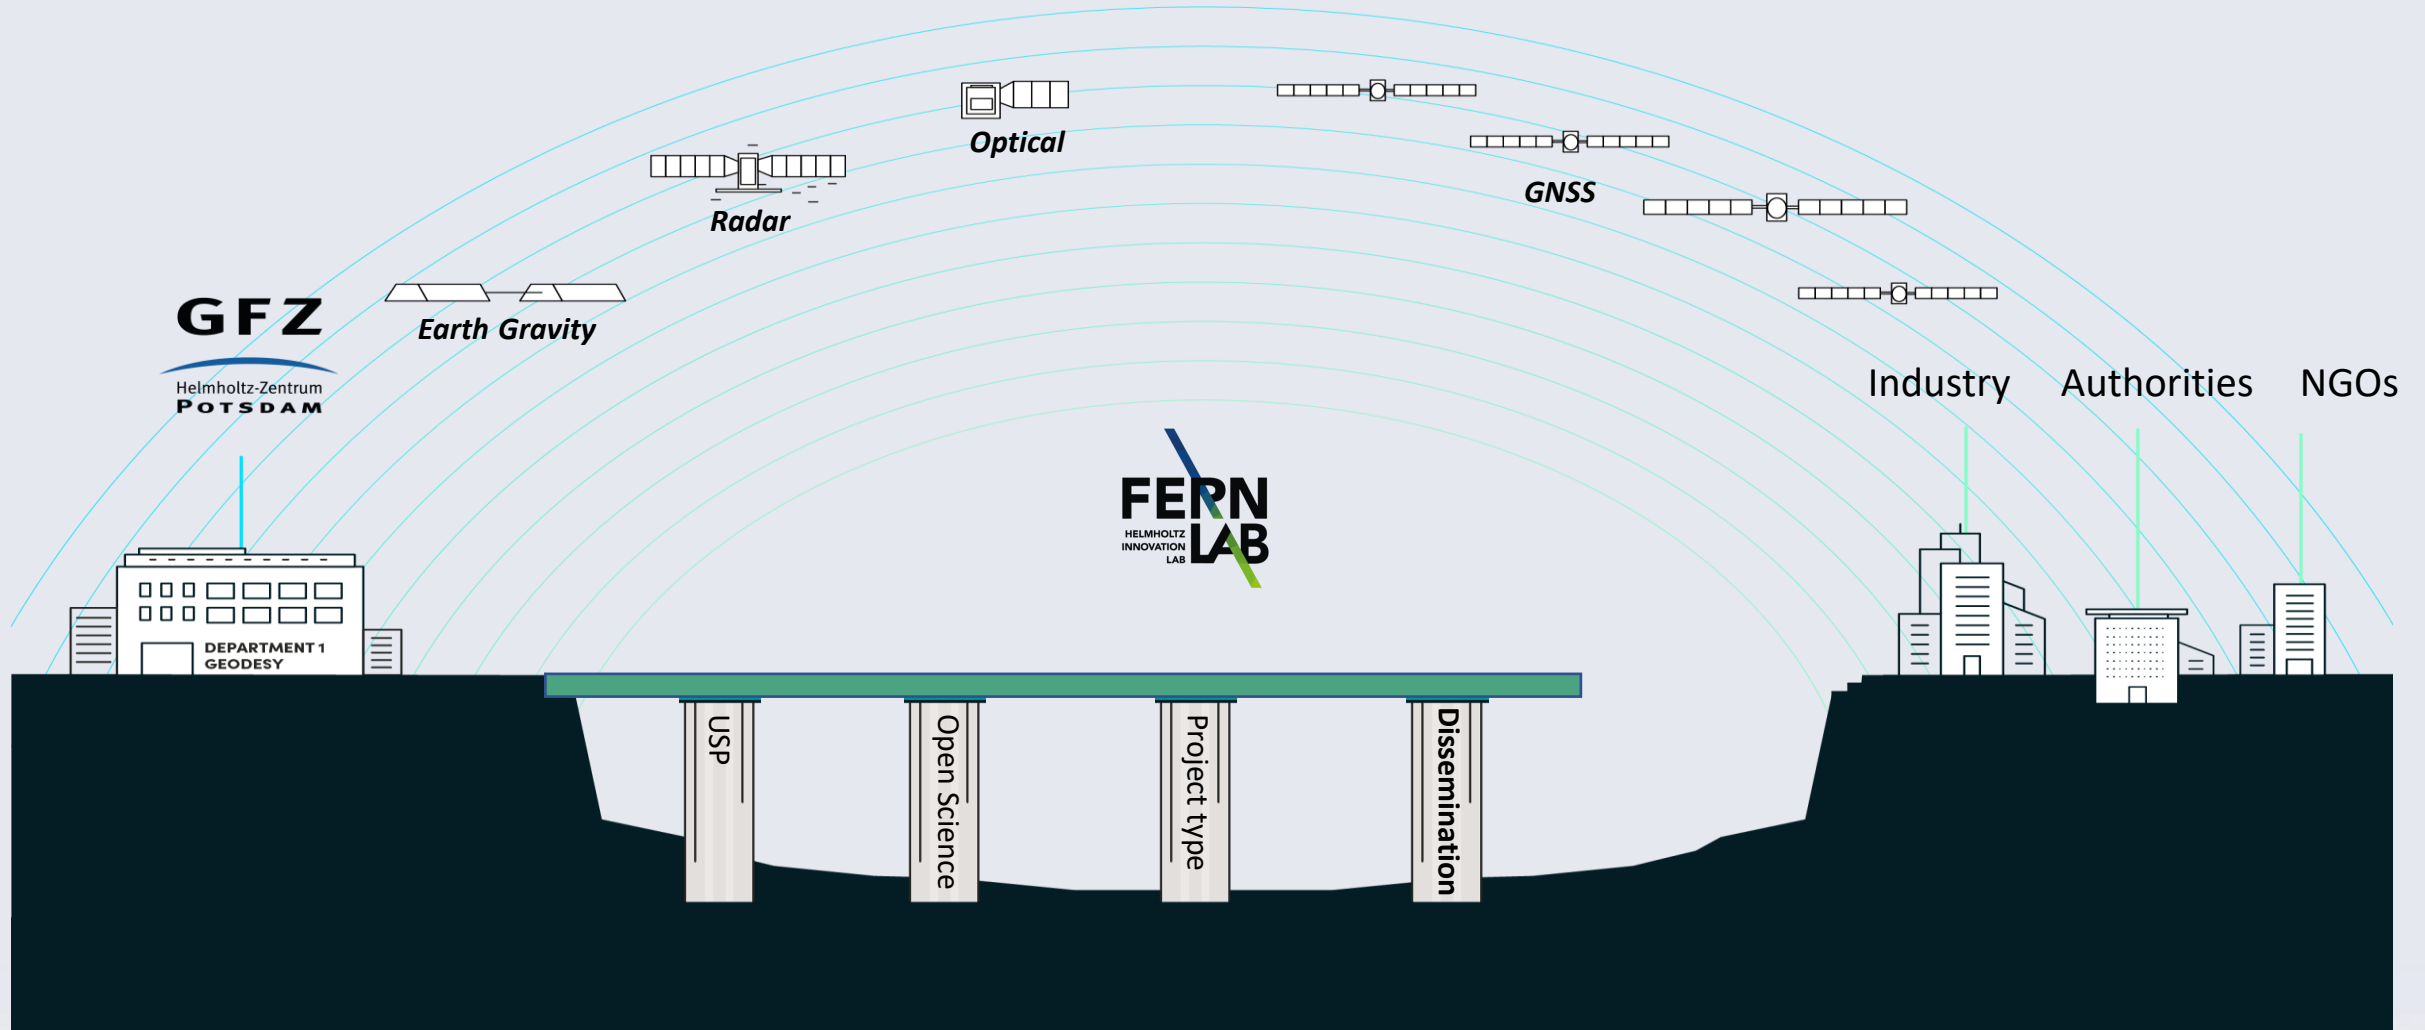 Optical
GNSS
Radar
Earth Gravity
GFZ
Helmholtz-Zentrum
POTSDAM
Industry
Authorities
NGOs
FERN
LAB
HELMHOLTZ
INNOVATION
LAB
DEPARTMENT 1
GEODESY
USP
Open Science
Project type
Dissemination